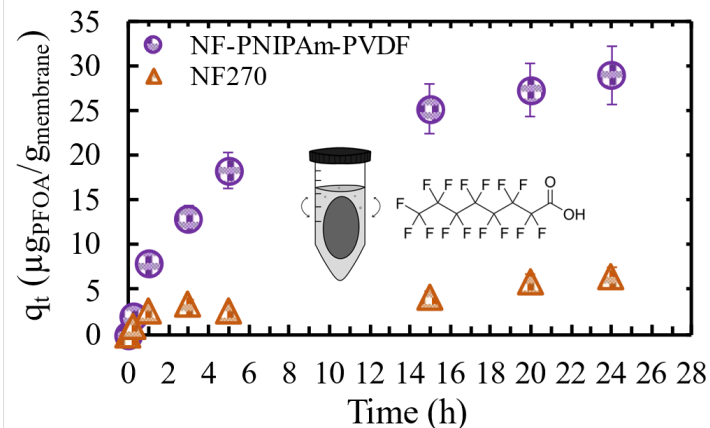 35
30
25
20
15
10
5
0
qt (µgPFOA/gmembrane)
NF-PNIPAm-PVDF
NF270
F F F F O
F
F F
OH
F F F F F F F F
0 2 4 6 8 10 12 14 16 18 20 22 24 26 28
Time (h)